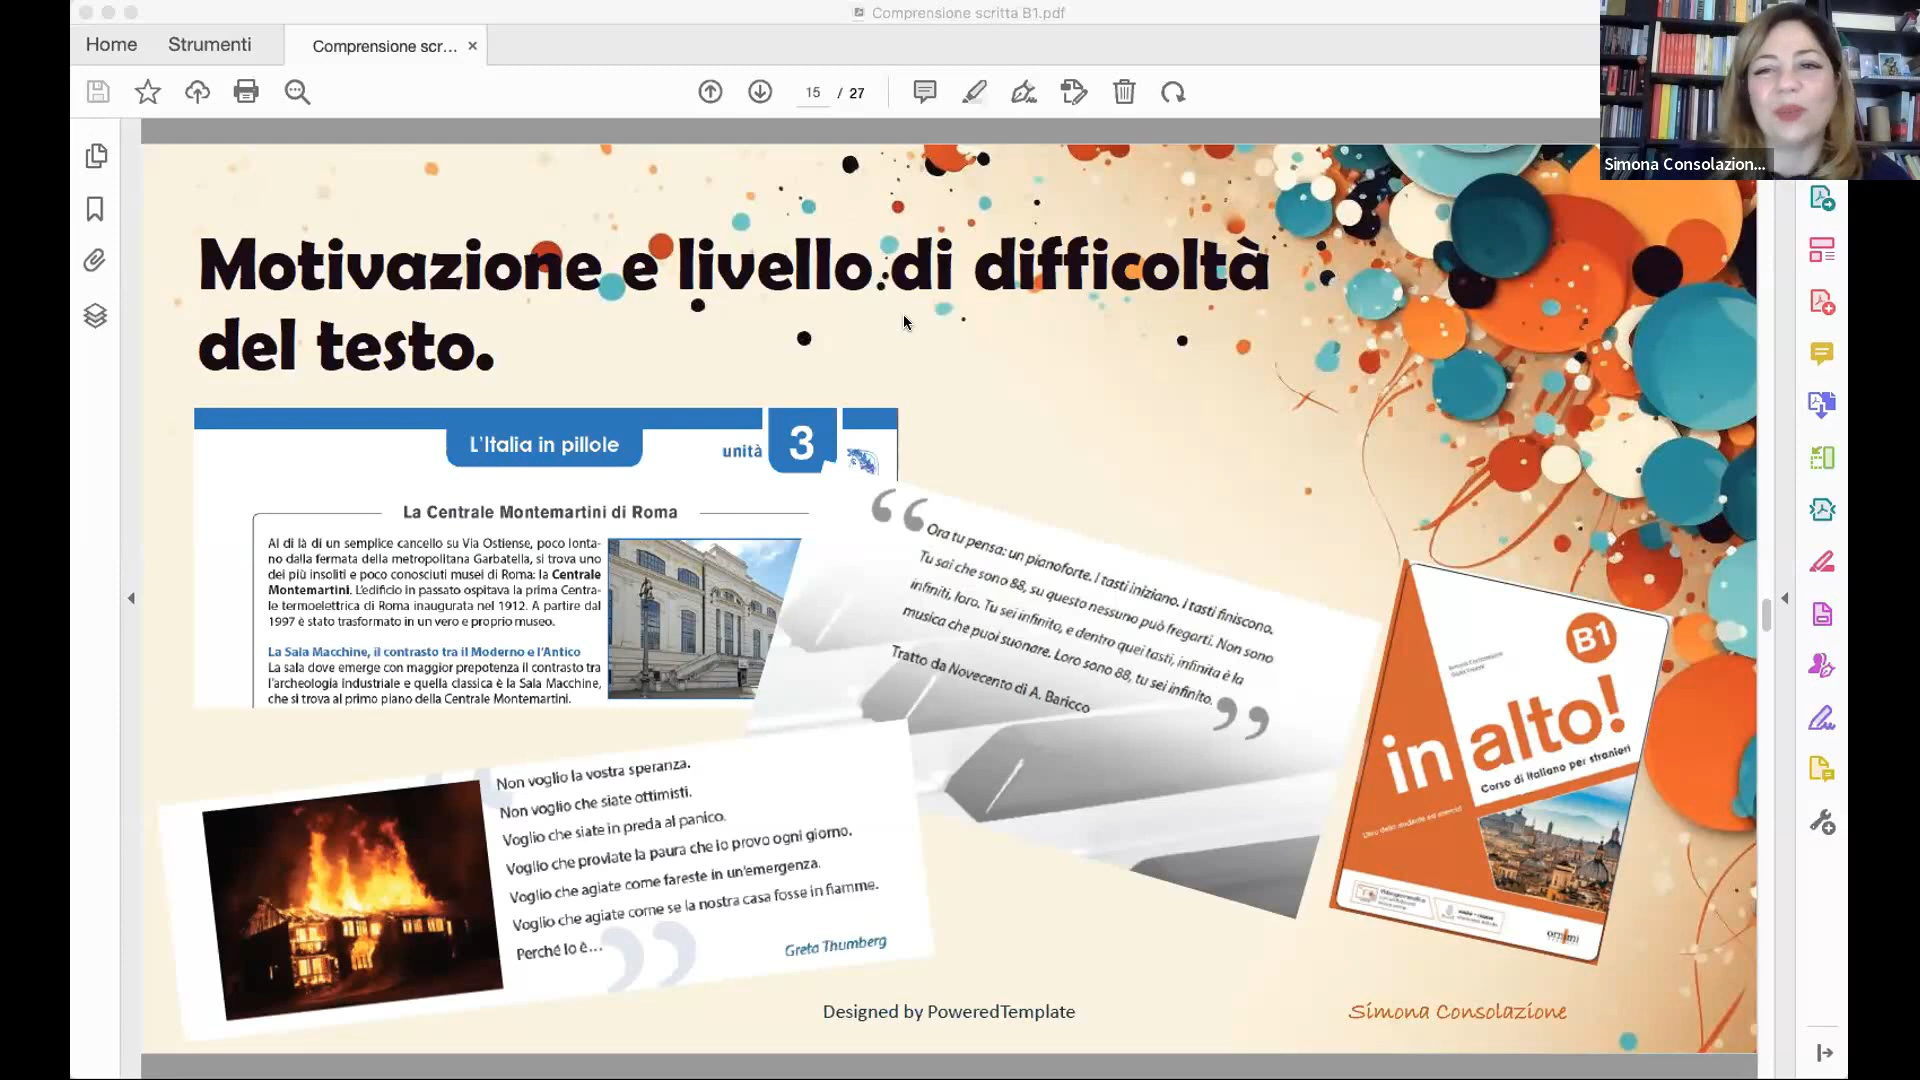 Comprensione scritta B1.pdf
Home
Strumenti
Comprensione scr...
15 / 27
Simona Consolazion...
Motivazione e livello di difficoltà
del testo.
L'Italia in pillole
unità 3
La Centrale Montemartini di Roma
Al di là di un semplice cancello su Via Ostiense, poco lonta-
no dalla fermata della metropolitana Garbatella, si trova uno
dei più insoliti e poco conosciuti musei di Roma: la Centrale
Montemartini. L'edificio in passato ospitava la prima Centra-
le termoelettrica di Roma inaugurata nel 1912. A partire dal
1997 è stato trasformato in un vero e proprio museo.
La Sala Macchine, il contrasto tra il Moderno e l'Antico
La sala dove emerge con maggior prepotenza il contrasto tra
l'archeologia industriale e quella classica è la Sala Macchine,
che si trova al primo piano della Centrale Montemartini.
“ Ora tu pensa: un pianoforte. I tasti iniziano. I tasti finiscono.
Tu sai che sono 88, su questo nessuno può fregarti. Non sono
infiniti, loro. Tu sei infinito, e dentro quei tasti, infinita è la
musica che puoi suonare. Loro sono 88, tu sei infinito. ”
Tratto da Novecento di A. Baricco
Non voglio la vostra speranza.
Non voglio che siate ottimisti.
Voglio che siate in preda al panico.
Voglio che proviate la paura che io provo ogni giorno.
Voglio che agiate come fareste in un'emergenza.
Voglio che agiate come se la nostra casa fosse in fiamme.
Perché lo è... ”
Greta Thumberg
B1
in alto!
Corso di italiano per stranieri
Libro dello studente ed esercizi
ornimi
Designed by PoweredTemplate
Simona Consolazione